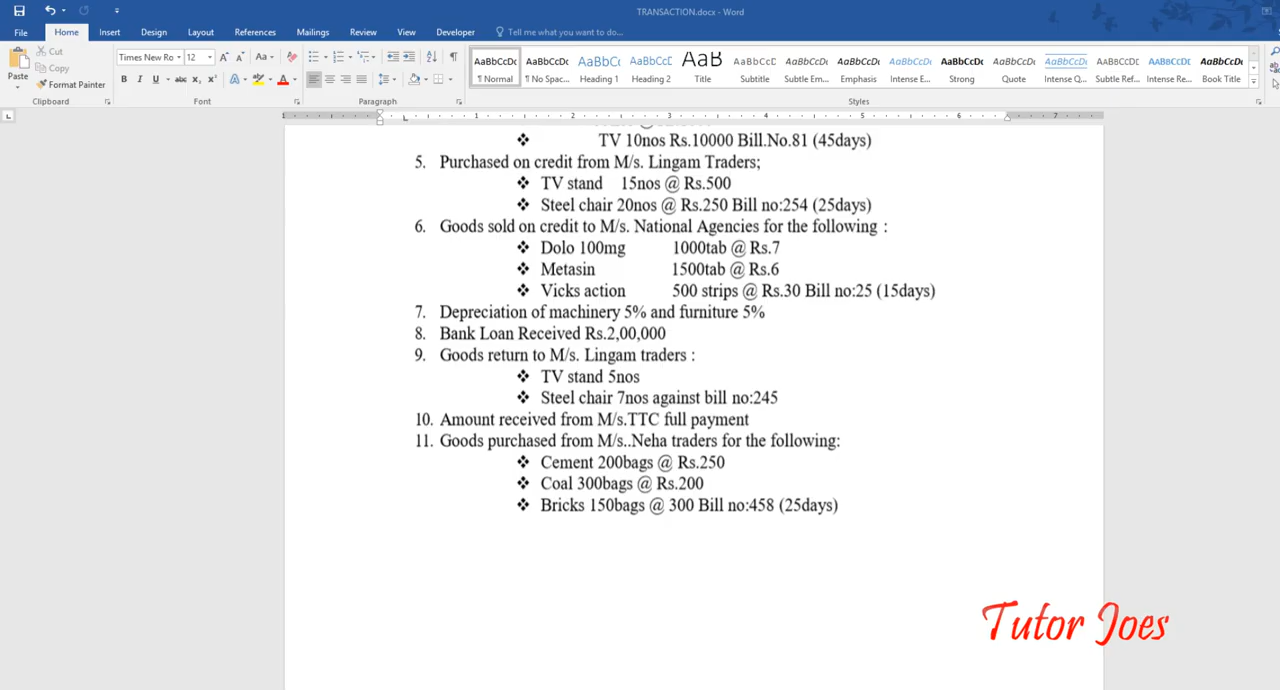 TRANSACTION.docx - Word
File Home Insert Design Layout References Mailings Review View Developer Tell me what you want to do...
Cut
Copy
Format Painter
Paste
Times New Ro 12
AaBbCcDc AaBbCcDc AaBbC AaBbCcC AaB AaBbCcD AaBbCcDc AaBbCcDc AaBbCcDc AaBbCcDc AaBbCcDc AaBbCcDc AaBbCcDc AaBbCcDc AaBbCcDc
¶ Normal ¶ No Spac... Heading 1 Heading 2 Title Subtitle Subtle Em... Emphasis Intense E... Strong Quote Intense Q... Subtle Ref... Intense Re... Book Title
Clipboard Font Paragraph Styles
1 1 2 3 4 5 6 7
❖ TV 10nos Rs.10000 Bill.No.81 (45days)
5. Purchased on credit from M/s. Lingam Traders;
❖ TV stand 15nos @ Rs.500
❖ Steel chair 20nos @ Rs.250 Bill no:254 (25days)
6. Goods sold on credit to M/s. National Agencies for the following :
❖ Dolo 100mg 1000tab @ Rs.7
❖ Metasin 1500tab @ Rs.6
❖ Vicks action 500 strips @ Rs.30 Bill no:25 (15days)
7. Depreciation of machinery 5% and furniture 5%
8. Bank Loan Received Rs.2,00,000
9. Goods return to M/s. Lingam traders :
❖ TV stand 5nos
❖ Steel chair 7nos against bill no:245
10. Amount received from M/s.TTC full payment
11. Goods purchased from M/s..Neha traders for the following:
❖ Cement 200bags @ Rs.250
❖ Coal 300bags @ Rs.200
❖ Bricks 150bags @ 300 Bill no:458 (25days)
Tutor Joes